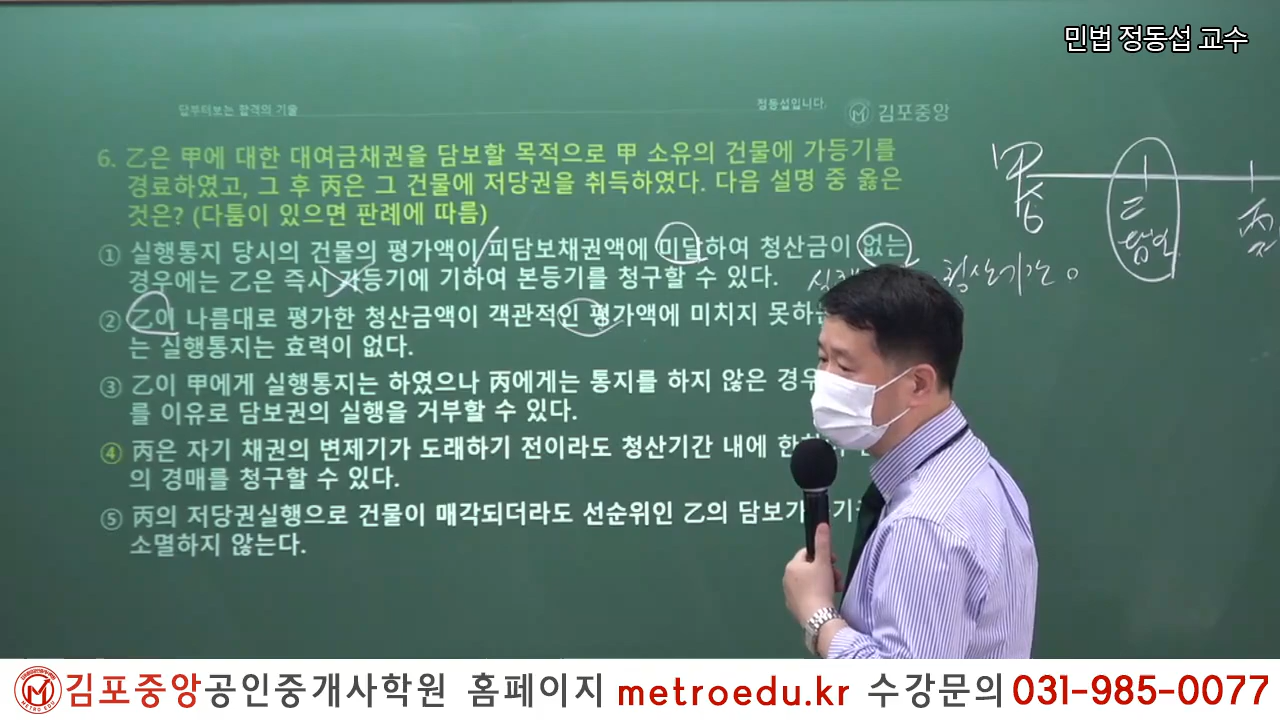 민법 정동섭 교수
답부터보는 합격의 기술
정동섭입니다.
김포중앙
6. 乙은 甲에 대한 대여금채권을 담보할 목적으로 甲 소유의 건물에 가등기를
경료하였고, 그 후 丙은 그 건물에 저당권을 취득하였다. 다음 설명 중 옳은
것은? (다툼이 있으면 판례에 따름)
① 실행통지 당시의 건물의 평가액이 피담보채권액에 미달하여 청산금이 없는
경우에는 乙은 즉시 가등기에 기하여 본등기를 청구할 수 있다.
② 乙이 나름대로 평가한 청산금액이 객관적인 평가액에 미치지 못하
는 실행통지는 효력이 없다.
③ 乙이 甲에게 실행통지는 하였으나 丙에게는 통지를 하지 않은 경우
를 이유로 담보권의 실행을 거부할 수 있다.
④ 丙은 자기 채권의 변제기가 도래하기 전이라도 청산기간 내에
의 경매를 청구할 수 있다.
⑤ 丙의 저당권실행으로 건물이 매각되더라도 선순위인 乙의 담보가
소멸하지 않는다.
甲
乙
담보
丙
청산기간
METRO EDU
김포중앙공인중개사학원 홈페이지 metroedu.kr 수강문의 031-985-0077